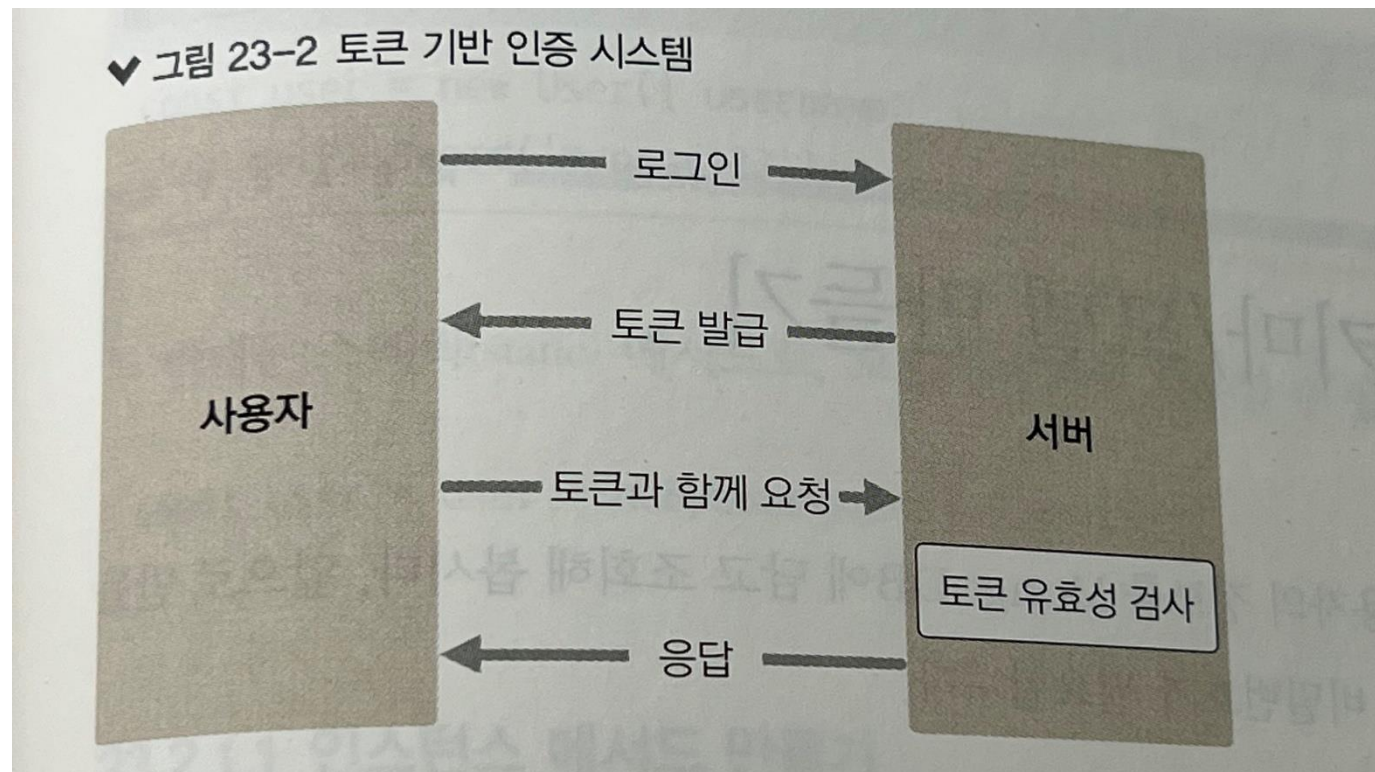 ✔ 그림 23-2 토큰 기반 인증 시스템
로그인
토큰 발급
사용자
서버
토큰과 함께 요청
토큰 유효성 검사
응답